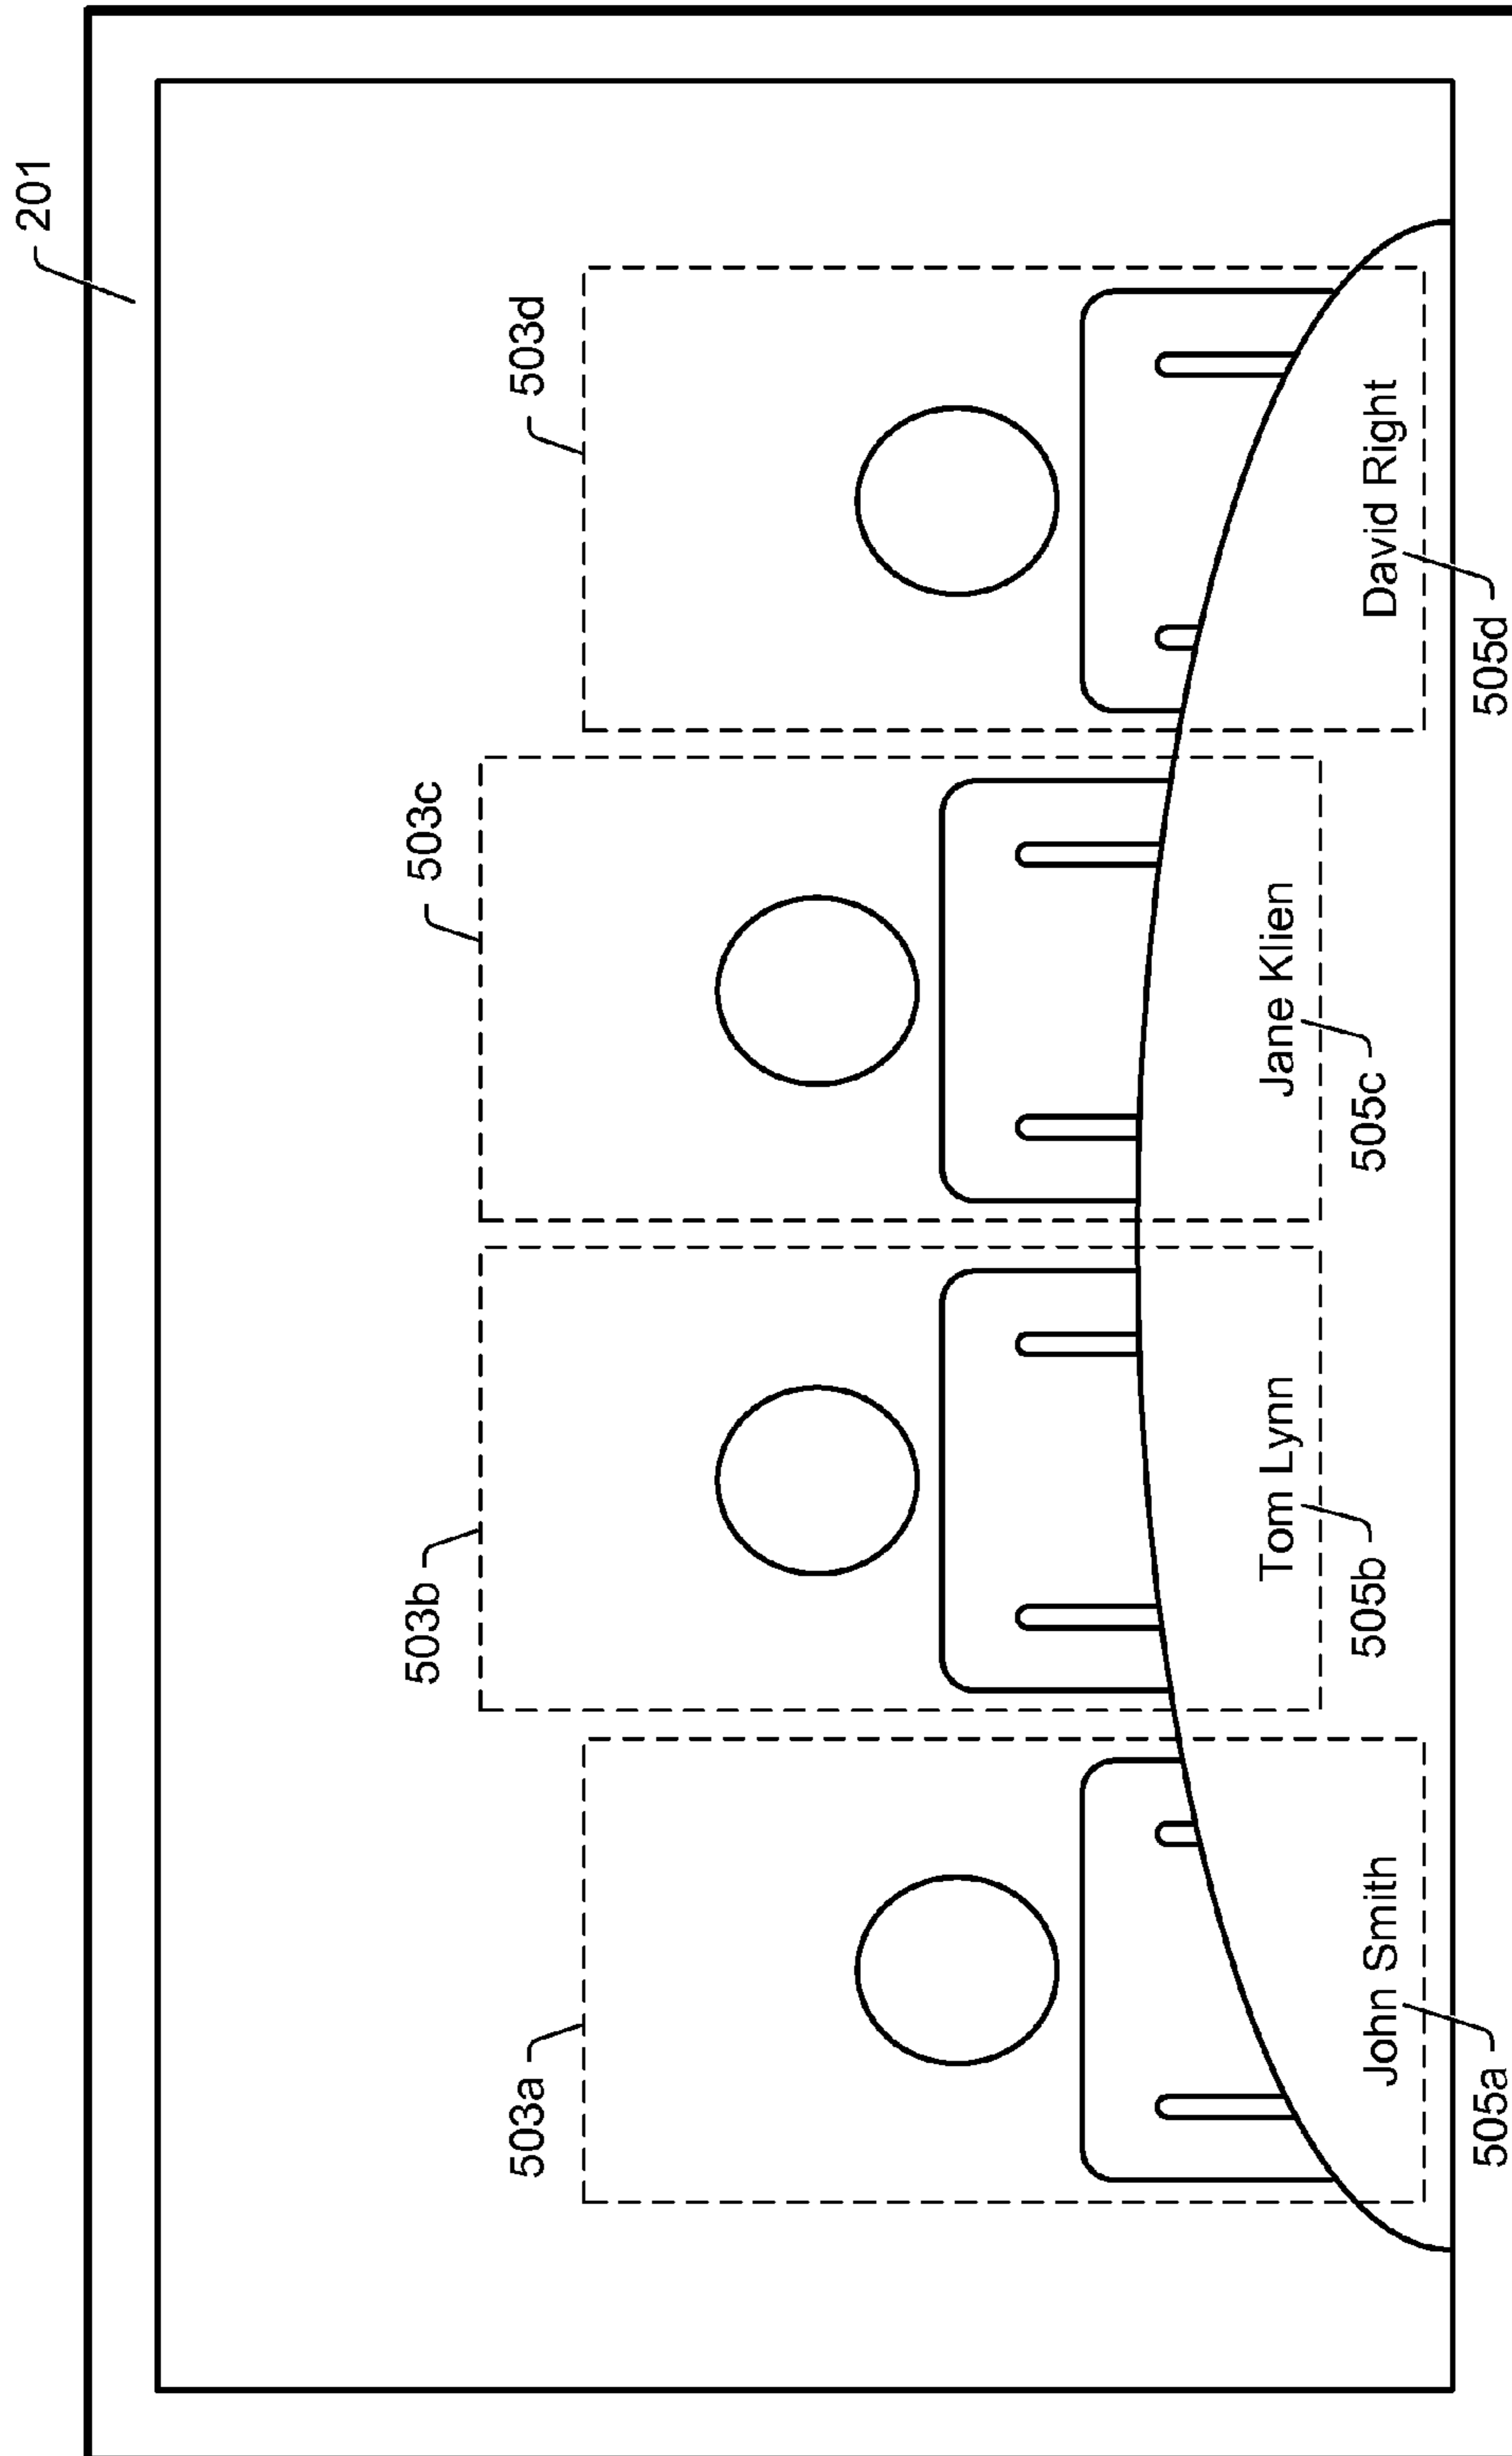 201
503a
503b
503c
503d
John Smith
Tom Lynn
Jane Klien
David Right
505a
505b
505c
505d